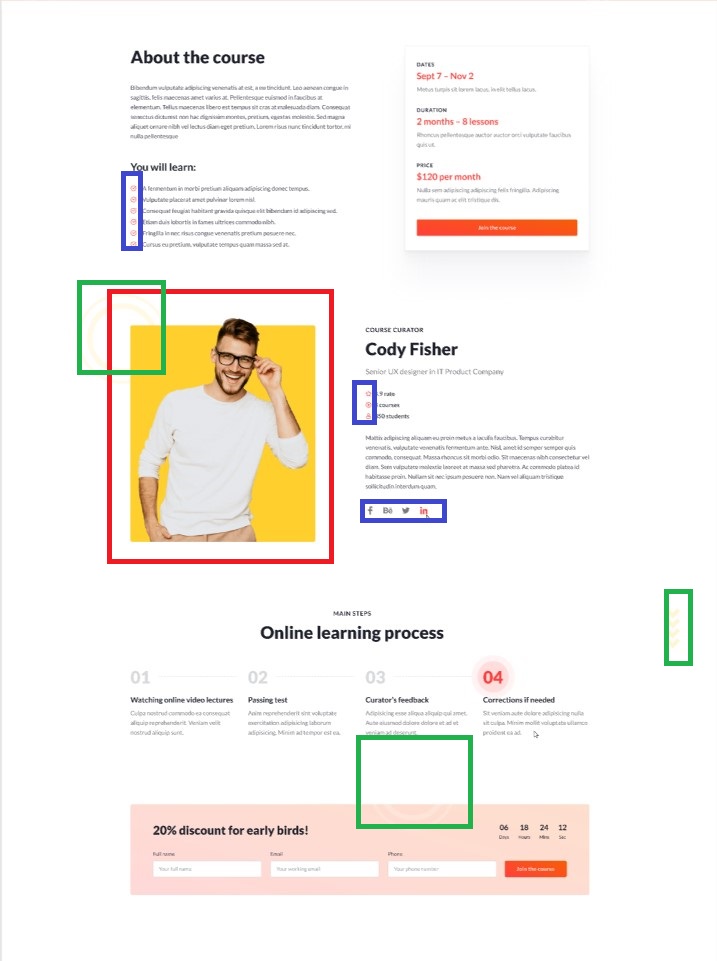 About the course
Bibendum vulputate adipiscing venenatis at est, a ex tincidunt. Leo aenean congue in
sagittis, felis maecenas amet varius at. Pellentesque euismod in faucibus at
elementum. Tellus maecenas libero est tempus sit cras at malesuada diam. Consequat
senectus dictumst non hac dignissim montes, pretium, egestas molestie. Sed magna
aliquet ornare nibh vel lectus diam eget pretium. Lorem risus nunc tincidunt tortor, mi
nulla pellentesque
You will learn:
A fermentum in morbi pretium aliquam adipiscing donec tempus.
Vulputate placerat amet pulvinar lorem nisl.
Consequat feugiat habitant gravida quisque elit bibendum id adipiscing sed.
Etiam duis lobortis in fames ultrices commodo nibh.
Fringilla in nec risus congue venenatis pretium posuere nec.
Cursus eu pretium, vulputate tempus quam massa sed at.
DATES
Sept 7 – Nov 2
Metus turpis sit lorem lacus, in elit tellus lacus.
DURATION
2 months – 8 lessons
Rhoncus pellentesque auctor auctor orci vulputate faucibus
quis ut.
PRICE
$120 per month
Nulla sem adipiscing adipiscing felis fringilla. Adipiscing
mauris quam ac elit tristique dis.
Join the course
COURSE CURATOR
Cody Fisher
Senior UX designer in IT Product Company
.9 rate
courses
students
Mattis adipiscing aliquam eu proin metus a iaculis faucibus. Tempus curabitur
venenatis, vulputate venenatis fermentum ante. Nisl, amet id semper semper quis
commodo, consequat. Massa rhoncus sit morbi odio. Sit maecenas nibh consectetur vel
diam. Sem vulputate molestie laoreet at massa sed pharetra. Ac commodo platea id
habitasse proin. Nullam sit nec ipsum posuere non. Nam vel aliquam tristique
sollicitudin interdum quam.
f Bē in
MAIN STEPS
Online learning process
01 02 03 04
Watching online video lectures
Culpa nostrud commodo ea consequat
aliquip reprehenderit. Veniam velit
nostrud aliquip sunt.
Passing test
Aute reprehenderit sint voluptate
exercitation adipisicing laborum
adipisicing. Minim ad tempor est ea.
Curator's feedback
Adipisicing esse aliqua aliquip qui amet.
Aute eiusmod dolore dolore et ad et
veniam ad deserunt.
Corrections if needed
Sit veniam aute dolore adipisicing nulla
sit culpa. Minim mollit voluptate ullamco
proident ea ad.
20% discount for early birds!
06 18 24 12
Days Hours Mins Sec
Full name Email Phone
Your full name Your working email Your phone number Join the course